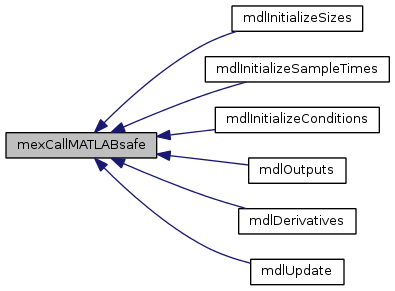 mdlInitializeSizes
mdlInitializeSampleTimes
mdlInitializeConditions
mexCallMATLABsafe
mdlOutputs
mdlDerivatives
mdlUpdate